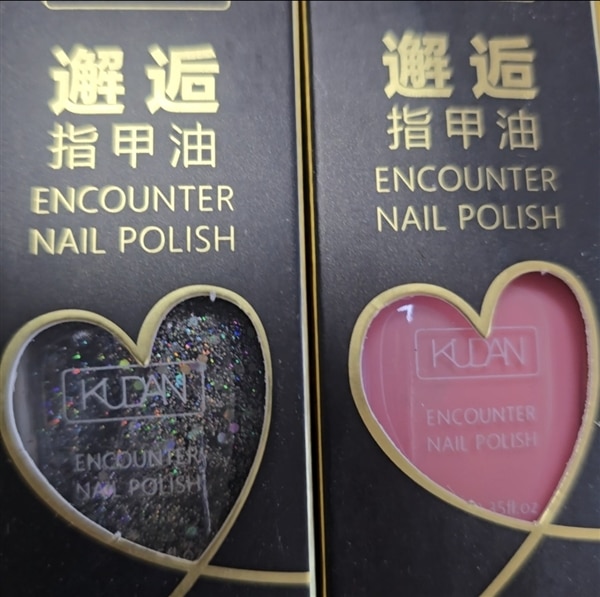 邂逅
指甲油
ENCOUNTER
NAIL POLISH
KUDAN
ENCOUNTER
NAIL POLISH
邂逅
指甲油
ENCOUNTER
NAIL POLISH
KUDAN
ENCOUNTER
NAIL POLISH